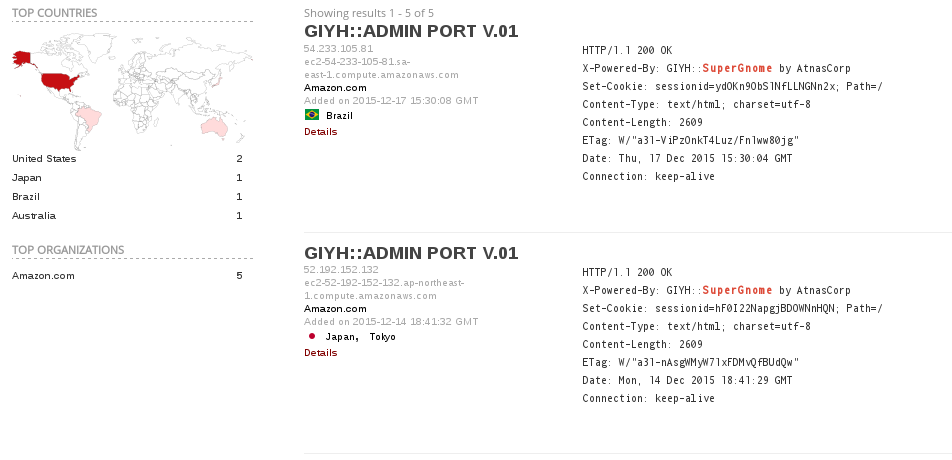 TOP COUNTRIES
United States 2
Japan 1
Brazil 1
Australia 1
TOP ORGANIZATIONS
Amazon.com 5
Showing results 1 - 5 of 5
GIYH::ADMIN PORT V.01
54.233.105.81
ec2-54-233-105-81.sa-
east-1.compute.amazonaws.com
Amazon.com
Added on 2015-12-17 15:30:08 GMT
Brazil
Details
HTTP/1.1 200 OK
X-Powered-By: GIYH::SuperGnome by AtnasCorp
Set-Cookie: sessionid=ydOKn9ObS1NfLLNGNn2x; Path=/
Content-Type: text/html; charset=utf-8
Content-Length: 2609
ETag: W/"a31-ViPzOnkT4Luz/Fn1ww80jg"
Date: Thu, 17 Dec 2015 15:30:04 GMT
Connection: keep-alive
GIYH::ADMIN PORT V.01
52.192.152.132
ec2-52-192-152-132.ap-northeast-
1.compute.amazonaws.com
Amazon.com
Added on 2015-12-14 18:41:32 GMT
Japan, Tokyo
Details
HTTP/1.1 200 OK
X-Powered-By: GIYH::SuperGnome by AtnasCorp
Set-Cookie: sessionid=hF0I22NapgjBDOWNnHQN; Path=/
Content-Type: text/html; charset=utf-8
Content-Length: 2609
ETag: W/"a31-nAsgWMyW71xFDMvQfBUdQw"
Date: Mon, 14 Dec 2015 18:41:29 GMT
Connection: keep-alive